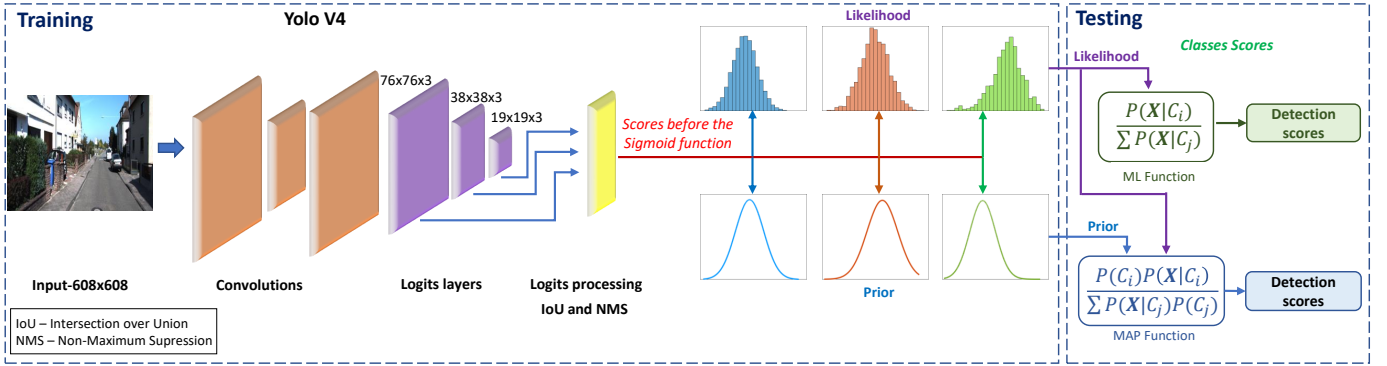 Training
Yolo V4
76x76x3
38x38x3
19x19x3
Input-608x608
Convolutions
Logits layers
Logits processing
IoU and NMS
IoU – Intersection over Union
NMS – Non-Maximum Supression
Scores before the
Sigmoid function
Likelihood
Prior
Testing
Classes Scores
Likelihood
P(X|C_i)
∑ P(X|C_j)
ML Function
Detection
scores
Prior
P(C_i)P(X|C_i)
∑ P(X|C_j)P(C_j)
MAP Function
Detection
scores